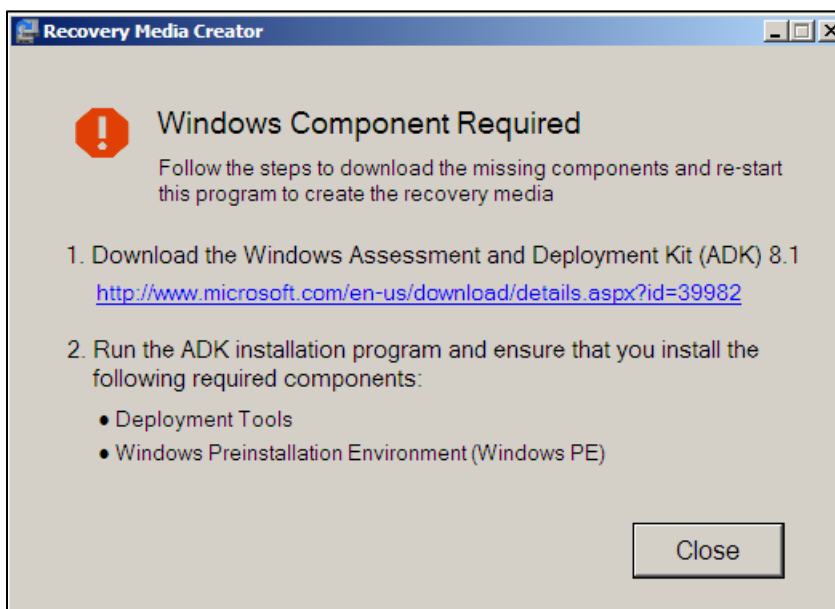 Recovery Media Creator
Windows Component Required
Follow the steps to download the missing components and re-start
this program to create the recovery media
1. Download the Windows Assessment and Deployment Kit (ADK) 8.1
http://www.microsoft.com/en-us/download/details.aspx?id=39982
2. Run the ADK installation program and ensure that you install the
following required components:
● Deployment Tools
● Windows Preinstallation Environment (Windows PE)
Close